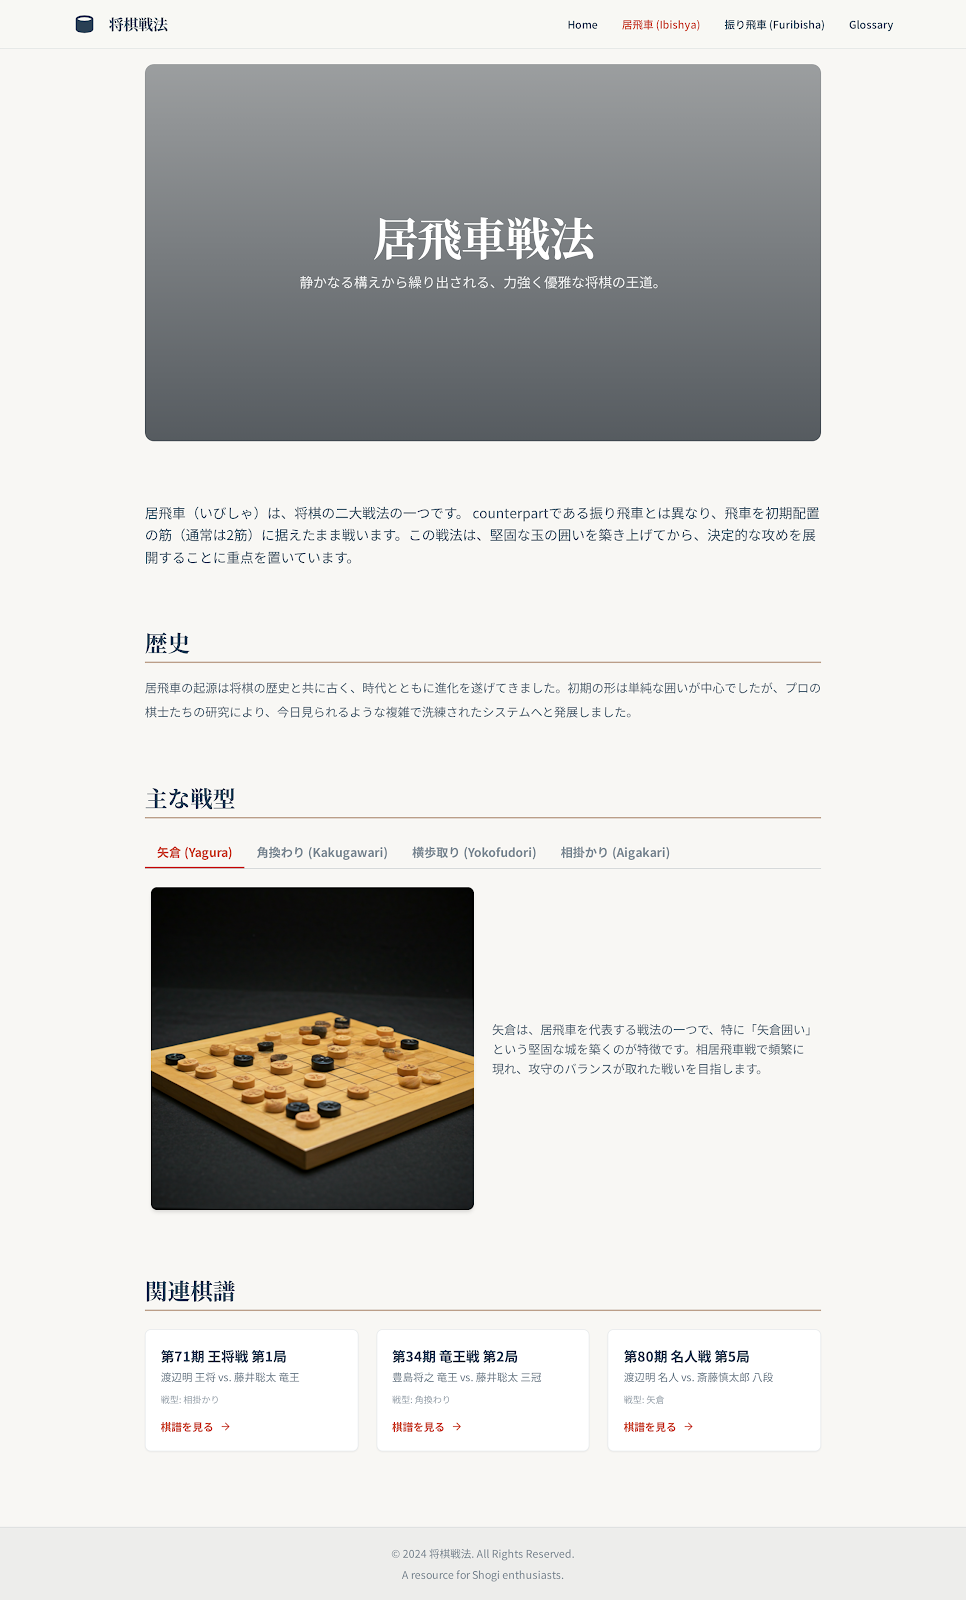 将棋戦法
Home
居飛車 (Ibishya)
振り飛車 (Furibisha)
Glossary
居飛車戦法
静かなる構えから繰り出される、力強く優雅な将棋の王道。
居飛車（いびしゃ）は、将棋の二大戦法の一つです。 counterpartである振り飛車とは異なり、飛車を初期配置
の筋（通常は2筋）に据えたまま戦います。この戦法は、堅固な玉の囲いを築き上げてから、決定的な攻めを展
開することに重点を置いています。
歴史
居飛車の起源は将棋の歴史と共に古く、時代とともに進化を遂げてきました。初期の形は単純な囲いが中心でしたが、プロの
棋士たちの研究により、今日見られるような複雑で洗練されたシステムへと発展しました。
主な戦型
矢倉 (Yagura)
角換わり (Kakugawari)
横歩取り (Yokofudori)
相掛かり (Aigakari)
矢倉は、居飛車を代表する戦法の一つで、特に「矢倉囲い」
という堅固な城を築くのが特徴です。相居飛車戦で頻繁に
現れ、攻守のバランスが取れた戦いを目指します。
関連棋譜
第71期 王将戦 第1局
渡辺明 王将 vs. 藤井聡太 竜王
戦型: 相掛かり
棋譜を見る →
第34期 竜王戦 第2局
豊島将之 竜王 vs. 藤井聡太 三冠
戦型: 角換わり
棋譜を見る →
第80期 名人戦 第5局
渡辺明 名人 vs. 斎藤慎太郎 八段
戦型: 矢倉
棋譜を見る →
© 2024 将棋戦法. All Rights Reserved.
A resource for Shogi enthusiasts.